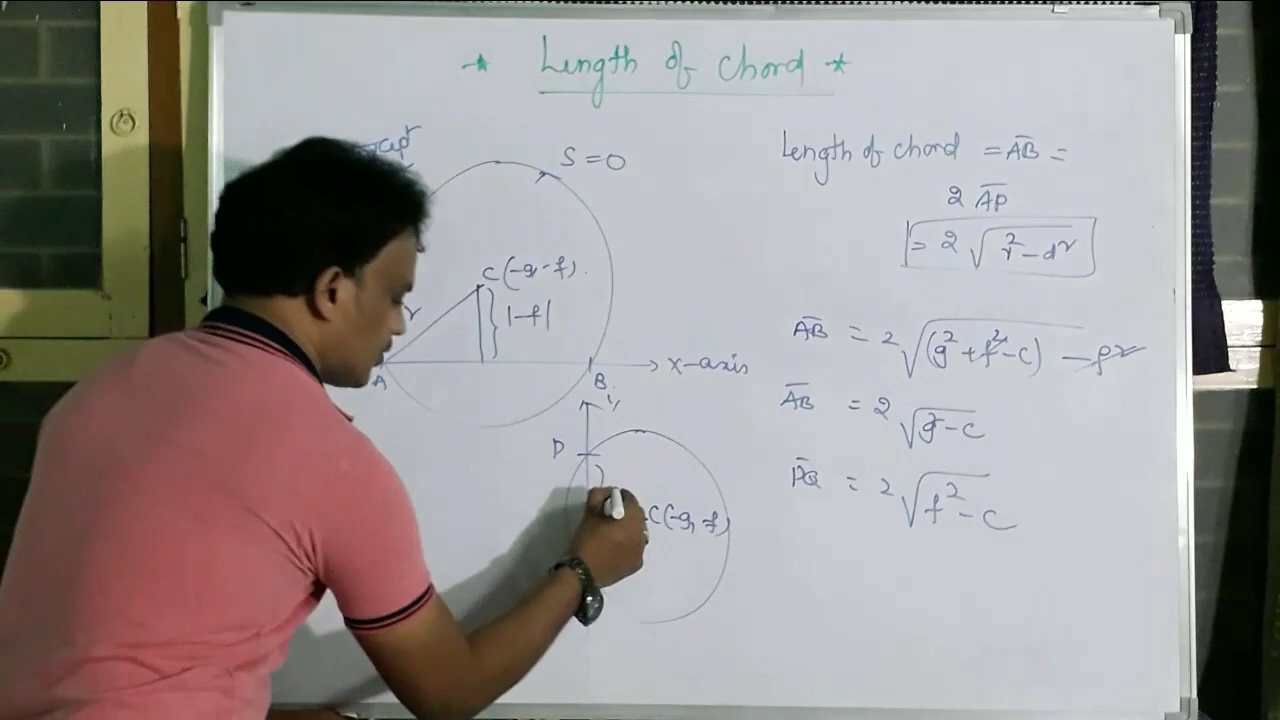 * Length of chord *
S = 0
C(-g, -f)
r
|-f|
A
B
x-axis
y
P
C(-g, -f)
Length of chord = AB̅ =
2 AP̅
= 2 √(r² - d²)
AB̅ = 2 √((g² + f² - c) - f²)
AB̅ = 2 √(g² - c)
PQ̅ = 2 √(f² - c)